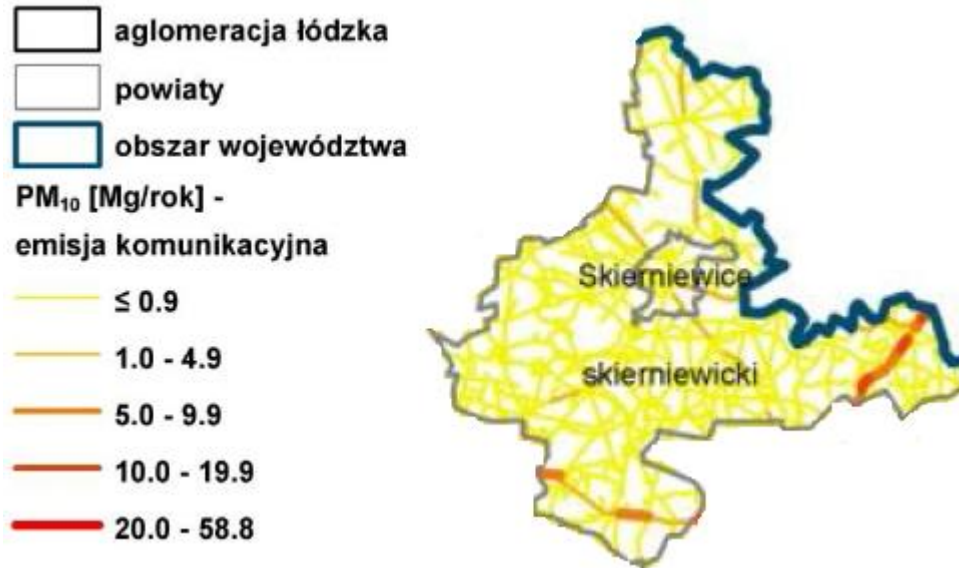 aglomeracja łódzka
powiaty
obszar województwa
PM₁₀ [Mg/rok] -
emisja komunikacyjna
≤ 0.9
1.0 - 4.9
5.0 - 9.9
10.0 - 19.9
20.0 - 58.8
Skierniewice
skierniewicki